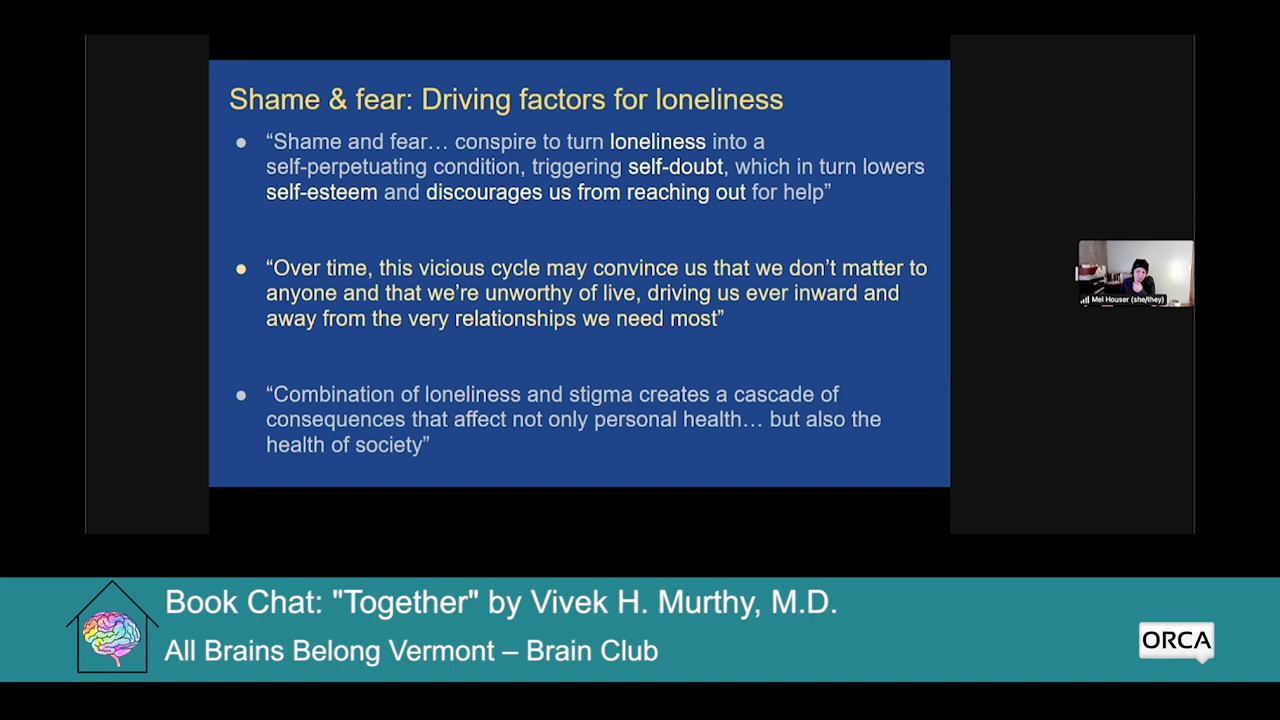 Shame & fear: Driving factors for loneliness
● “Shame and fear… conspire to turn loneliness into a
self-perpetuating condition, triggering self-doubt, which in turn lowers
self-esteem and discourages us from reaching out for help”
● “Over time, this vicious cycle may convince us that we don’t matter to
anyone and that we’re unworthy of live, driving us ever inward and
away from the very relationships we need most”
● “Combination of loneliness and stigma creates a cascade of
consequences that affect not only personal health… but also the
health of society”
Mel Houser (she/they)
Book Chat: "Together" by Vivek H. Murthy, M.D.
All Brains Belong Vermont – Brain Club
ORCA